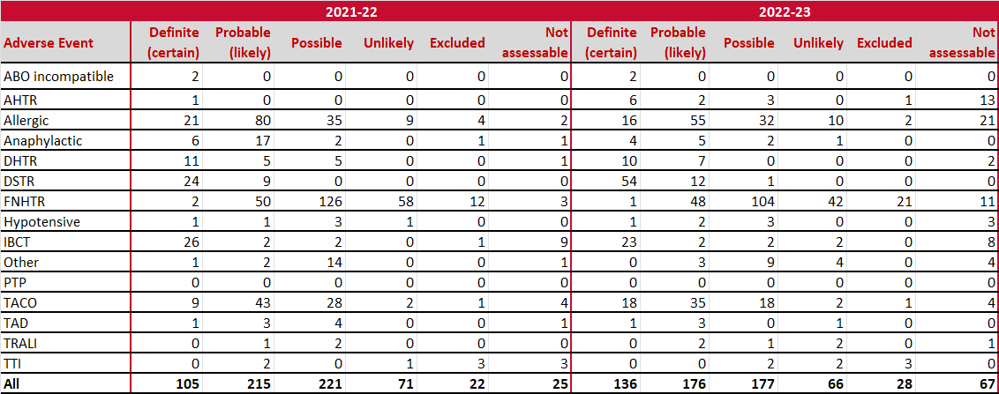 2021-22 2022-23
Adverse Event Definite (certain) Probable (likely) Possible Unlikely Excluded Not assessable Definite (certain) Probable (likely) Possible Unlikely Excluded Not assessable
ABO incompatible 2 0 0 0 0 0 2 0 0 0 0 0
AHTR 1 0 0 0 0 0 6 2 3 0 1 13
Allergic 21 80 35 9 4 2 16 55 32 10 2 21
Anaphylactic 6 17 2 0 1 1 4 5 2 1 0 0
DHTR 11 5 5 0 0 1 10 7 0 0 0 2
DSTR 24 9 0 0 0 0 54 12 1 0 0 0
FNHTR 2 50 126 58 12 3 1 48 104 42 21 11
Hypotensive 1 1 3 1 0 0 1 2 3 0 0 3
IBCT 26 2 2 0 1 9 23 2 2 2 0 8
Other 1 2 14 0 0 1 0 3 9 4 0 4
PTP 0 0 0 0 0 0 0 0 0 0 0 0
TACO 9 43 28 2 1 4 18 35 18 2 1 4
TAD 1 3 4 0 0 1 1 3 0 1 0 0
TRALI 0 1 2 0 0 0 0 2 1 2 0 1
TTI 0 2 0 1 3 3 0 0 2 2 3 0
All 105 215 221 71 22 25 136 176 177 66 28 67